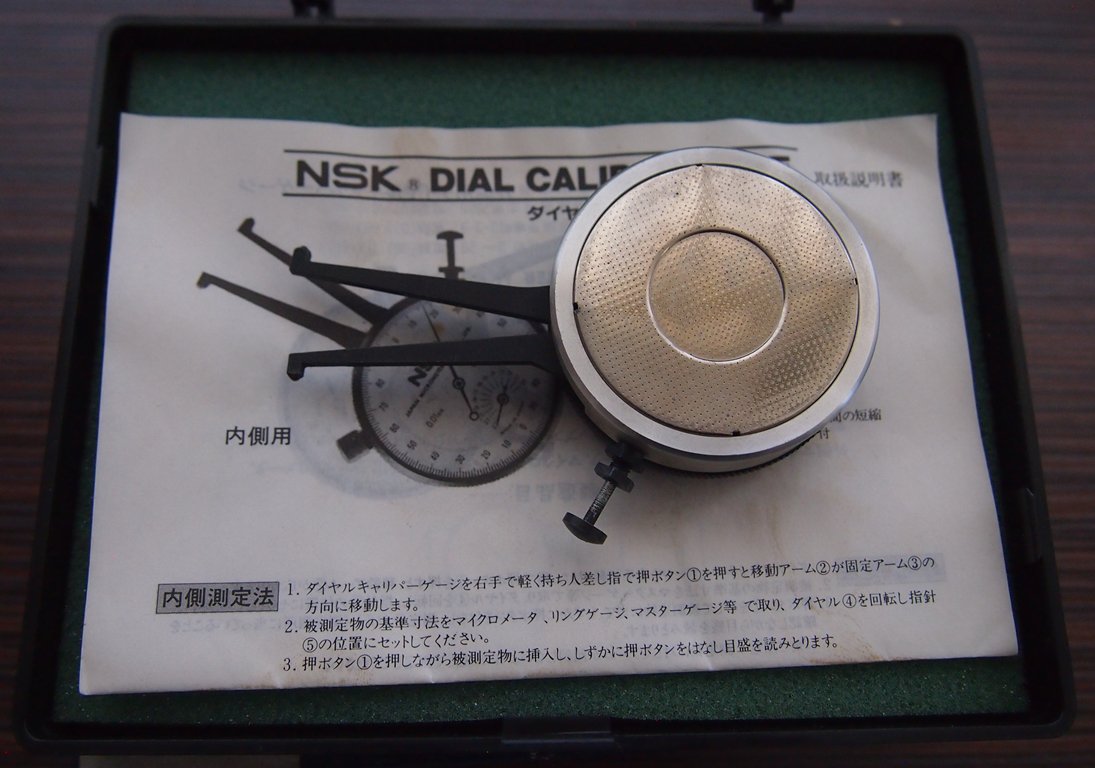 NSK ® DIAL CALI
取扱説明書
ダイヤ
内側用
の短縮
付
内側測定法
1. ダイヤルキャリパーゲージを右手で軽く持ち人差し指で押ボタン①を押すと移動アーム②が固定アーム③の
方向に移動します。
2. 被測定物の基準寸法をマイクロメータ、リングゲージ、マスターゲージ等 で取り、ダイヤル④を回転し指針
⑤の位置にセットしてください。
3. 押ボタン①を押しながら被測定物に挿入し、しずかに押ボタンをはなし目盛を読みとります。